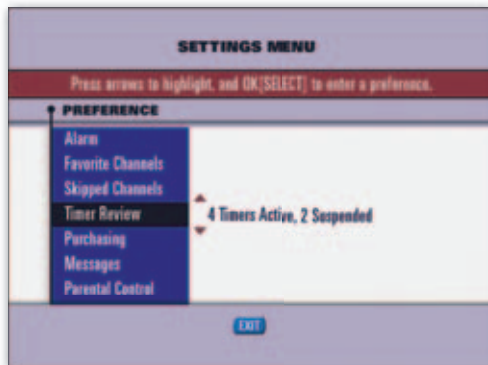 SETTINGS MENU
Press arrows to highlight, and OK[SELECT] to enter a preference.
PREFERENCE
Alarm
Favorite Channels
Skipped Channels
Timer Review
4 Timers Active, 2 Suspended
Purchasing
Messages
Parental Control
EXIT